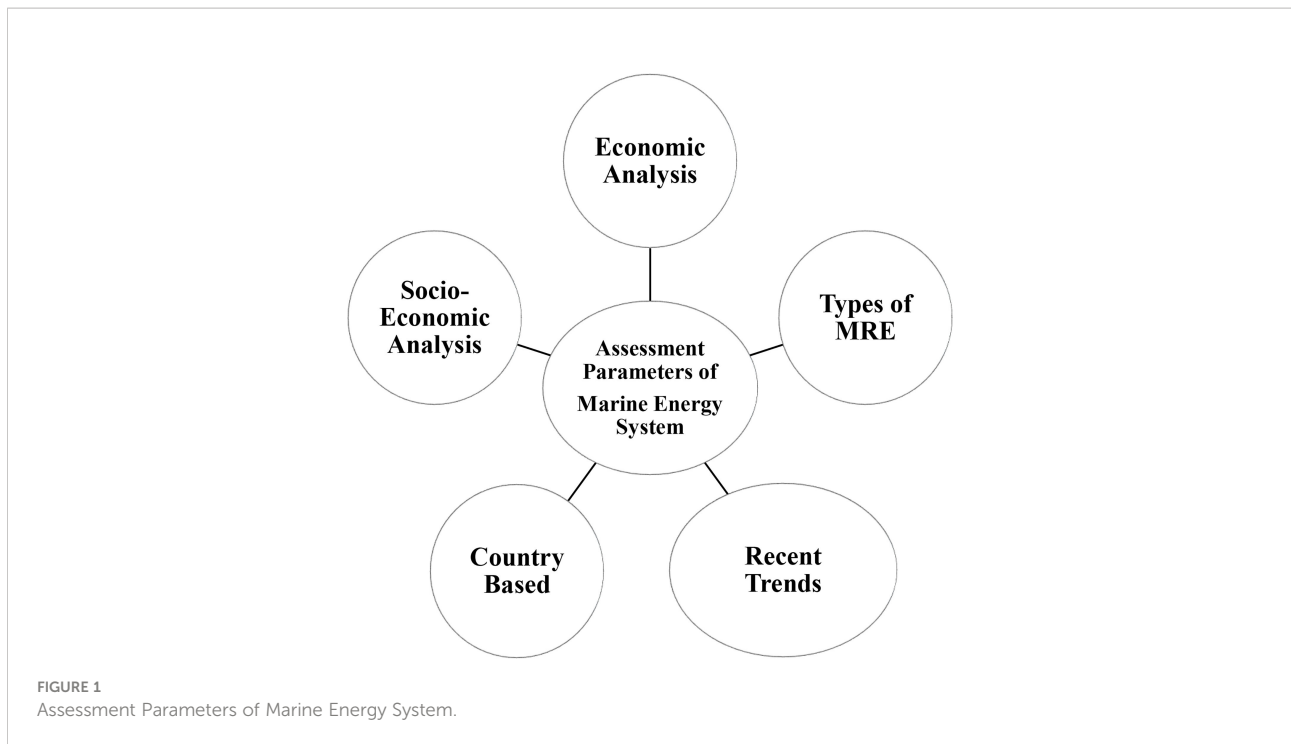 Economic
Analysis
Socio-
Economic
Analysis
Types of
MRE
Assessment
Parameters of
Marine Energy
System
Country
Based
Recent
Trends
FIGURE 1
Assessment Parameters of Marine Energy System.